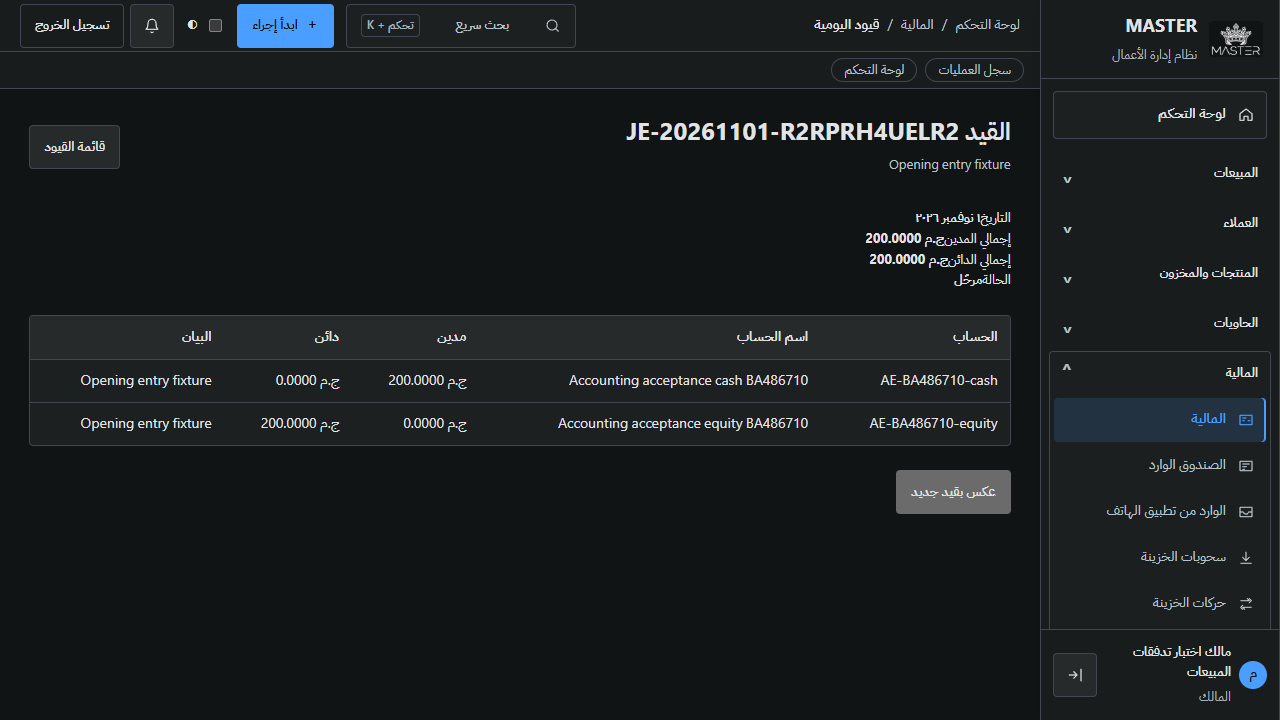 MASTER
نظام إدارة الأعمال
MASTER
لوحة التحكم
المبيعات
العملاء
المنتجات والمخزون
الحاويات
المالية
المالية
الصندوق الوارد
الوارد من تطبيق الهاتف
سحوبات الخزينة
حركات الخزينة
مالك اختبار تدفقات
المبيعات
المالك
م
لوحة التحكم / المالية / قيود اليومية
بحث سريع تحكم + K
+ ابدأ إجراء
تسجيل الخروج
سجل العمليات لوحة التحكم
القيد JE-20261101-R2RPRH4UELR2
Opening entry fixture
قائمة القيود
التاريخ١ نوفمبر ٢٠٢٦
إجمالي المدينج.م 200.0000
إجمالي الدائنج.م 200.0000
الحالةمرحّل
الحساب اسم الحساب مدين دائن البيان
AE-BA486710-cash Accounting acceptance cash BA486710 ج.م 200.0000 ج.م 0.0000 Opening entry fixture
AE-BA486710-equity Accounting acceptance equity BA486710 ج.م 0.0000 ج.م 200.0000 Opening entry fixture
عكس بقيد جديد